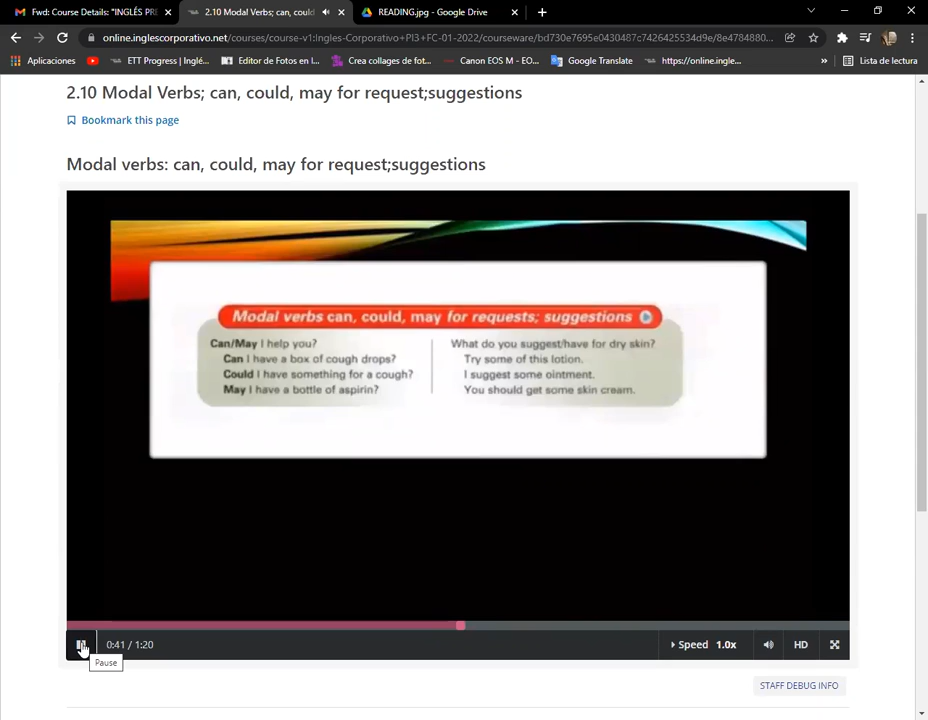 Fwd: Course Details: "INGLÉS PRE
2.10 Modal Verbs; can, could
READING.jpg - Google Drive
online.inglescorporativo.net/courses/course-v1:Ingles-Corporativo+PI3+FC-01-2022/courseware/bd730e7695e0430487c7426425534d9e/8e4784880...
Aplicaciones
ETT Progress | Inglé...
Editor de Fotos en l...
Crea collages de fot...
Canon EOS M - EO...
Google Translate
https://online.ingle...
Lista de lectura
2.10 Modal Verbs; can, could, may for request;suggestions
Bookmark this page
Modal verbs: can, could, may for request;suggestions
Modal verbs can, could, may for requests; suggestions
Can/May I help you?
Can I have a box of cough drops?
Could I have something for a cough?
May I have a bottle of aspirin?
What do you suggest/have for dry skin?
Try some of this lotion.
I suggest some ointment.
You should get some skin cream.
0:41 / 1:20
Speed 1.0x
HD
Pause
STAFF DEBUG INFO